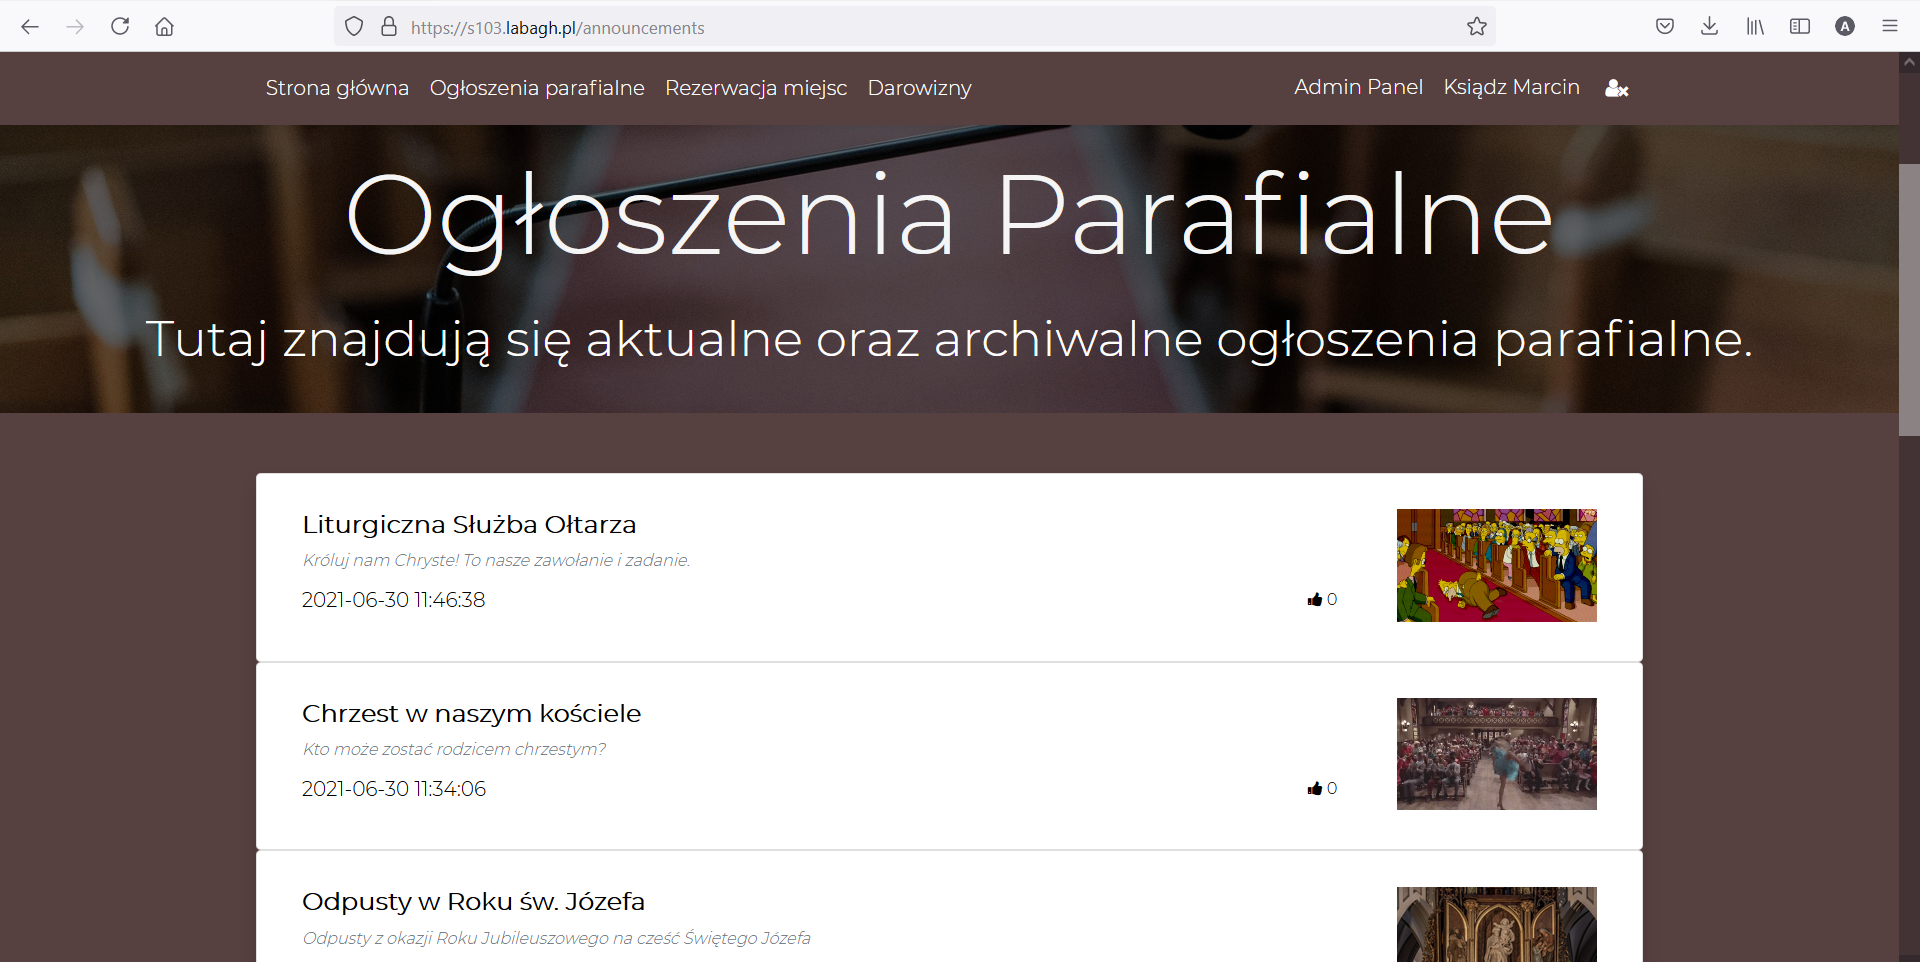 https://s103.labagh.pl/announcements
A
Strona główna Ogłoszenia parafialne Rezerwacja miejsc Darowizny Admin Panel Ksiądz Marcin
Ogłoszenia Parafialne
Tutaj znajdują się aktualne oraz archiwalne ogłoszenia parafialne.
Liturgiczna Służba Ołtarza
Króluj nam Chryste! To nasze zawołanie i zadanie.
2021-06-30 11:46:38 0
Chrzest w naszym kościele
Kto może zostać rodzicem chrzestym?
2021-06-30 11:34:06 0
Odpusty w Roku św. Józefa
Odpusty z okazji Roku Jubileuszowego na cześć Świętego Józefa